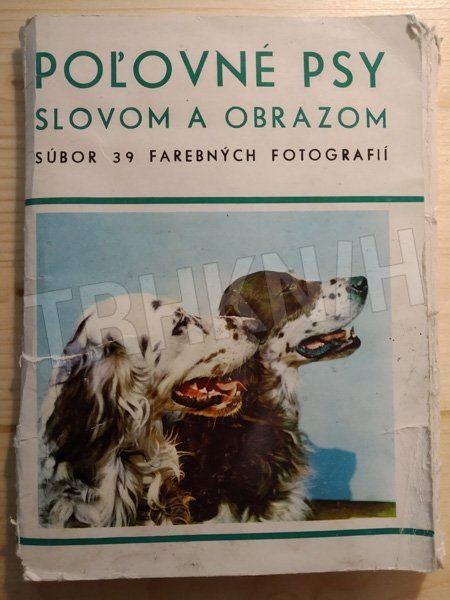 POĽOVNÉ PSY
SLOVOM A OBRAZOM
SÚBOR 39 FAREBNÝCH FOTOGRAFIÍ
TRHKNIH